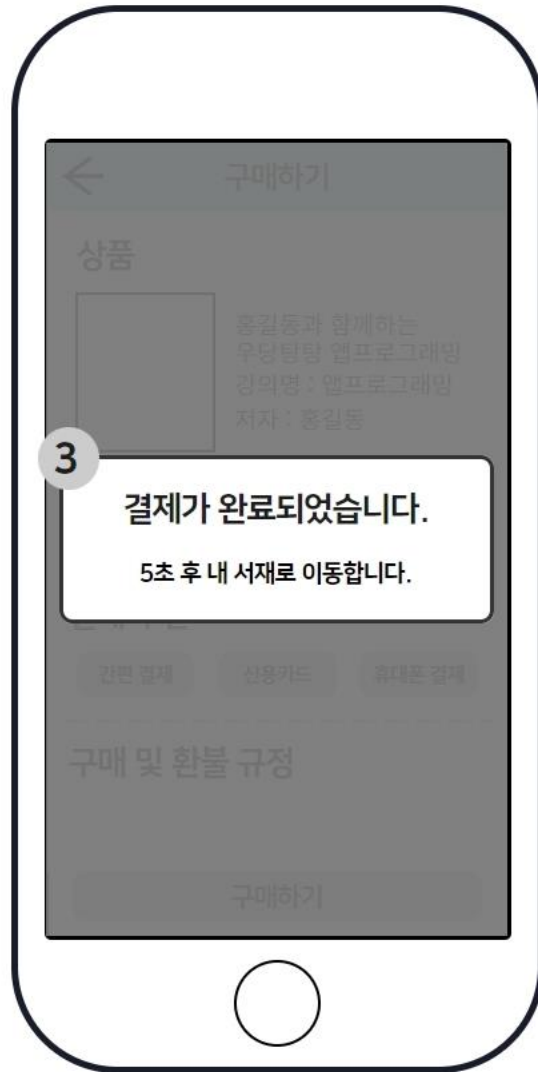 구매하기
상품
홍길동과 함께하는
우당탕탕 앱프로그래밍
강의명 : 앱프로그래밍
저자 : 홍길동
3
결제가 완료되었습니다.
5초 후 내 서재로 이동합니다.
간편 결제 신용카드 휴대폰 결제
구매 및 환불 규정
구매하기